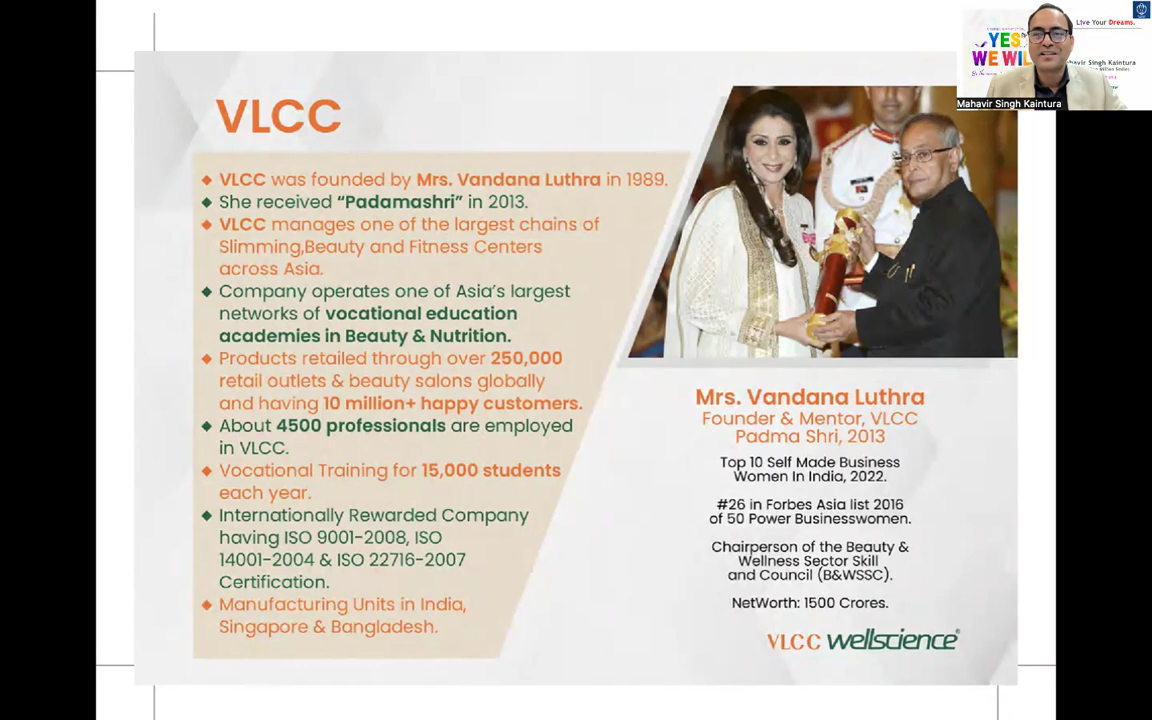 VLCC
VLCC was founded by Mrs. Vandana Luthra in 1989.
She received “Padamashri” in 2013.
VLCC manages one of the largest chains of
Slimming,Beauty and Fitness Centers
across Asia.
Company operates one of Asia’s largest
networks of vocational education
academies in Beauty & Nutrition.
Products retailed through over 250,000
retail outlets & beauty salons globally
and having 10 million+ happy customers.
About 4500 professionals are employed
in VLCC.
Vocational Training for 15,000 students
each year.
Internationally Rewarded Company
having ISO 9001-2008, ISO
14001-2004 & ISO 22716-2007
Certification.
Manufacturing Units in India,
Singapore & Bangladesh.
Mrs. Vandana Luthra
Founder & Mentor, VLCC
Padma Shri, 2013
Top 10 Self Made Business
Women In India, 2022.
#26 in Forbes Asia list 2016
of 50 Power Businesswomen.
Chairperson of the Beauty &
Wellness Sector Skill
and Council (B&WSSC).
NetWorth: 1500 Crores.
VLCC wellscience®
Live Your Dreams.
YES
WE WIL
Singh Kaintura
Mahavir Singh Kaintura